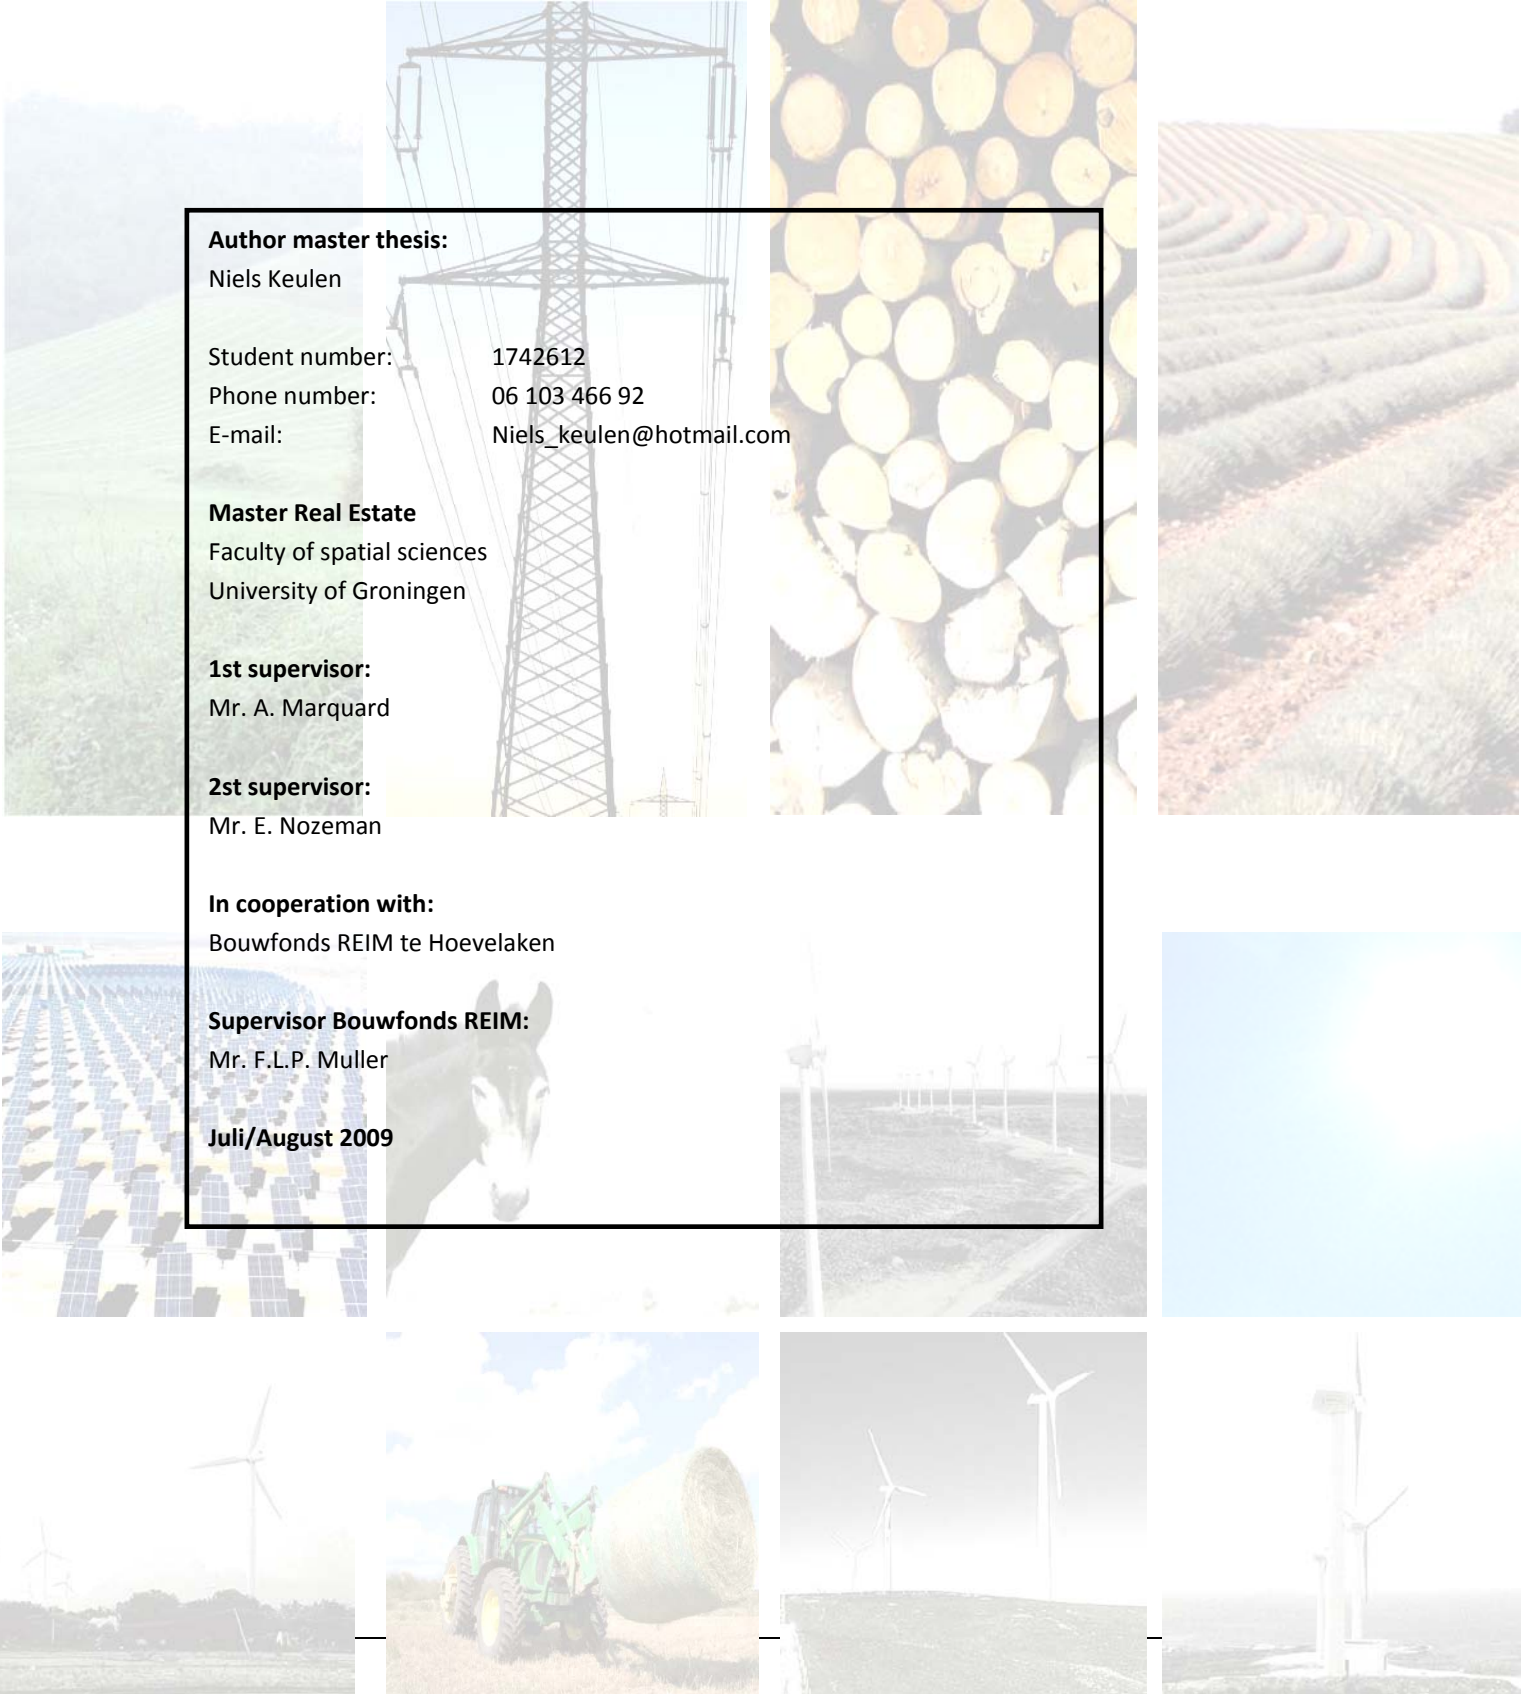 Author master thesis:
Niels Keulen
Student number: 1742612
Phone number: 06 103 466 92
E-mail: Niels_keulen@hotmail.com
Master Real Estate
Faculty of spatial sciences
University of Groningen
1st supervisor:
Mr. A. Marquard
2st supervisor:
Mr. E. Nozeman
In cooperation with:
Bouwfonds REIM te Hoevelaken
Supervisor Bouwfonds REIM:
Mr. F.L.P. Muller
Juli/August 2009